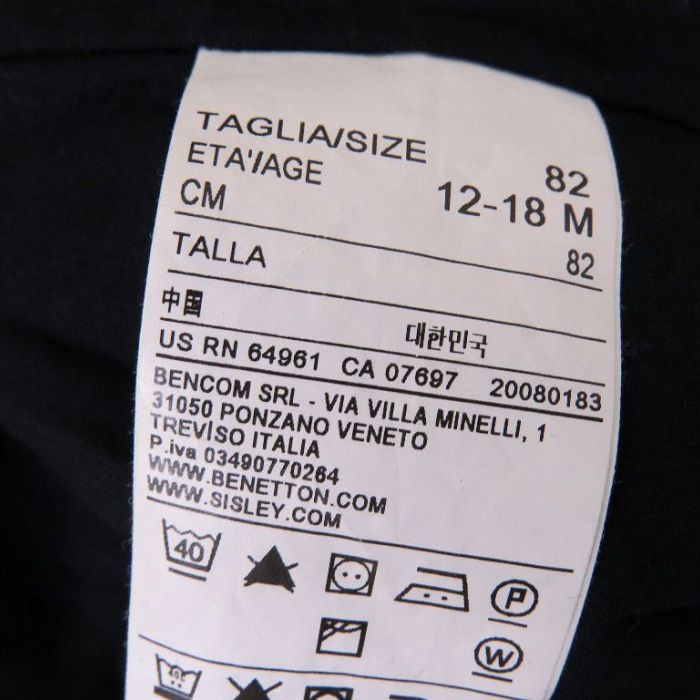 TAGLIA/SIZE 82
ETA'/AGE 12-18 M
CM
TALLA 82
中国 대한민국
US RN 64961 CA 07697 20080183
BENCOM SRL - VIA VILLA MINELLI, 1
31050 PONZANO VENETO
TREVISO ITALIA
P.iva 03490770264
WWW.BENETTON.COM
WWW.SISLEY.COM
40 P
W
40